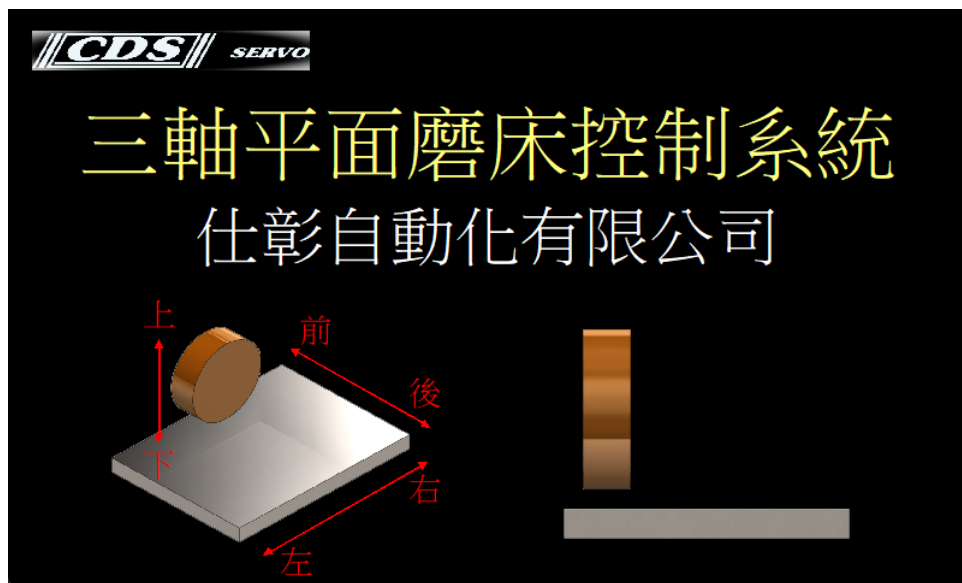 CDS SERVO
三軸平面磨床控制系統
仕彰自動化有限公司
上
前
後
下
右
左